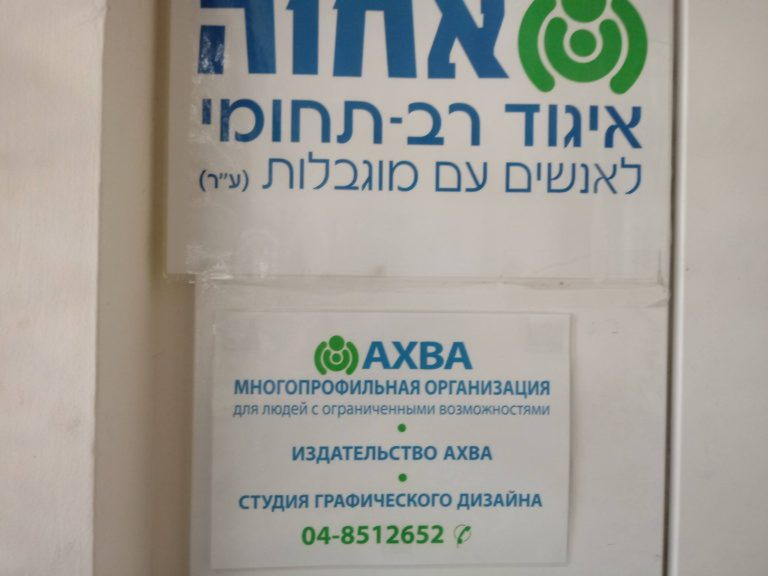 אחוה
איגוד רב-תחומי
לאנשים עם מוגבלות (ע״ר)
АХВА
МНОГОПРОФИЛЬНАЯ ОРГАНИЗАЦИЯ
для людей с ограниченными возможностями
ИЗДАТЕЛЬСТВО АХВА
СТУДИЯ ГРАФИЧЕСКОГО ДИЗАЙНА
04-8512652